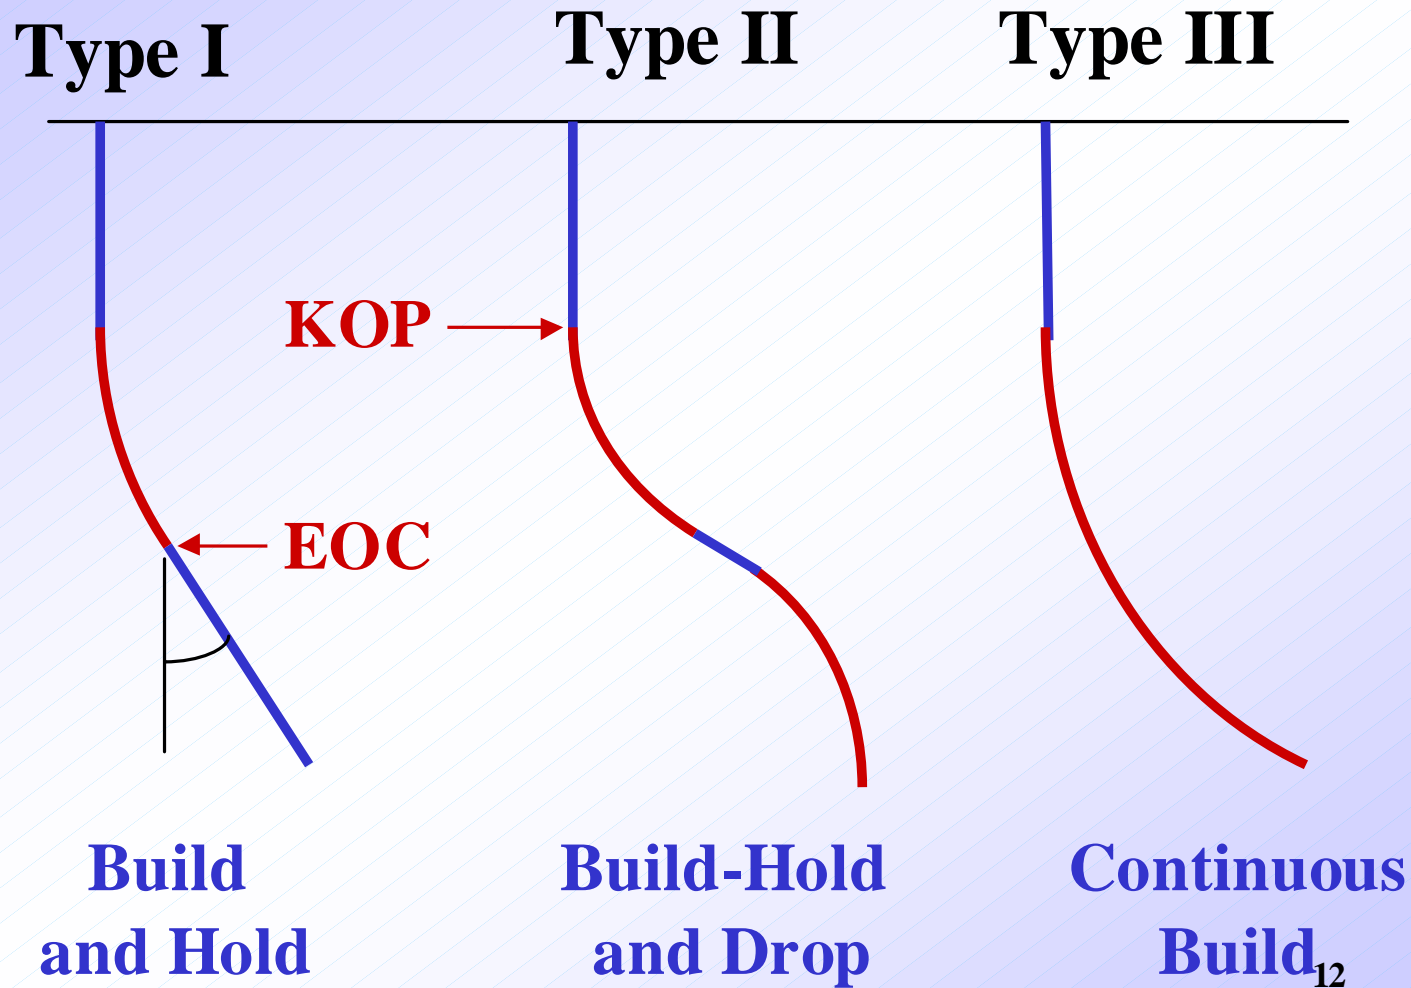 Type I
Type II
Type III
KOP
EOC
Build
and Hold
Build-Hold
and Drop
Continuous
Build
12